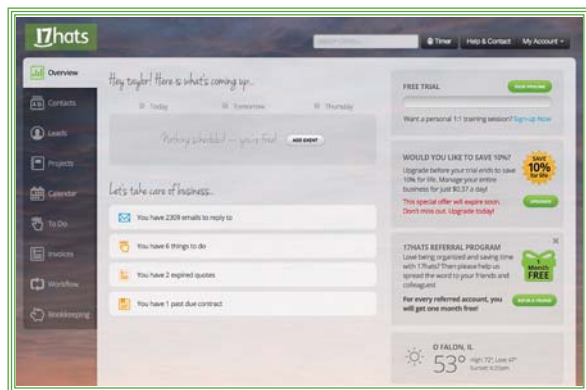 17hats
Timer
Help & Contact
My Account
Overview
Contacts
Leads
Projects
Calendar
To Do
Invoices
Workflow
Bookkeeping
Hey taylor! Here is what's coming up...
Today
Tomorrow
Thursday
Nothing scheduled — you're free!
ADD EVENT
Let's take care of business...
You have 2309 emails to reply to
You have 6 things to do
You have 2 expired quotes
You have 1 past due contract
FREE TRIAL
Want a personal 1:1 training session? Sign-up Now
WOULD YOU LIKE TO SAVE 10%?
Upgrade before your trial ends to save
10% for life. Manage your entire
business for just $0.37 a day!
This special offer will expire soon.
Don't miss out. Upgrade today!
SAVE
10%
for life
UPGRADE
17HATS REFERRAL PROGRAM
Love being organized and saving time
with 17hats? Then please help us
spread the word to your friends and
colleagues!
For every referred account, you
will get one month free!
1
Month
FREE
REFER A FRIEND
O FALON, IL
53°
High 72°, Low 47°